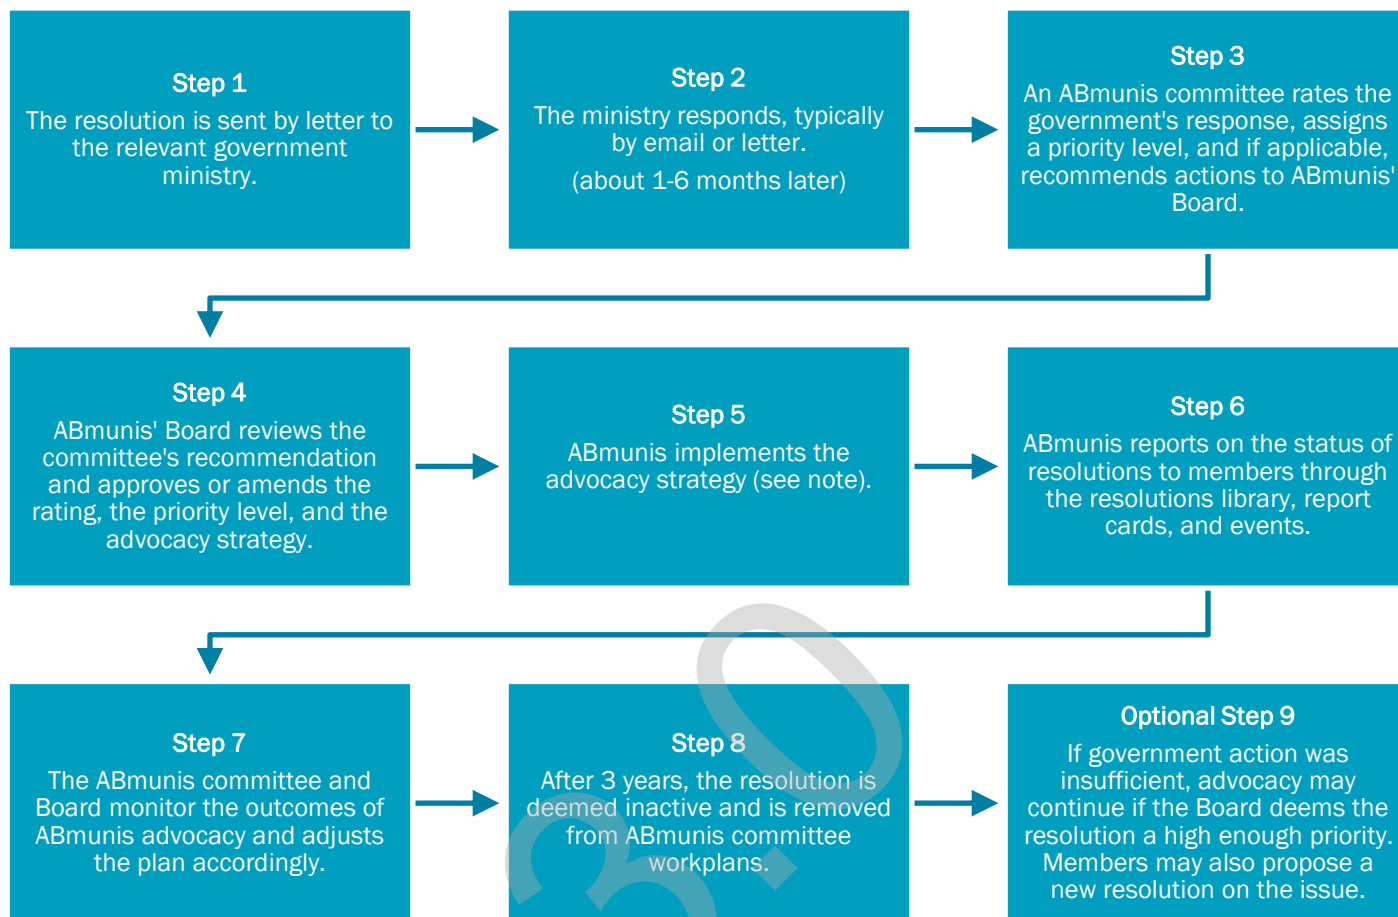 Step 1
The resolution is sent by letter to
the relevant government
ministry.
Step 2
The ministry responds, typically
by email or letter.
(about 1-6 months later)
Step 3
An ABmunis committee rates the
government's response, assigns
a priority level, and if applicable,
recommends actions to ABmunis'
Board.
Step 4
ABmunis' Board reviews the
committee's recommendation
and approves or amends the
rating, the priority level, and the
advocacy strategy.
Step 5
ABmunis implements the
advocacy strategy (see note).
Step 6
ABmunis reports on the status of
resolutions to members through
the resolutions library, report
cards, and events.
Step 7
The ABmunis committee and
Board monitor the outcomes of
ABmunis advocacy and adjusts
the plan accordingly.
Step 8
After 3 years, the resolution is
deemed inactive and is removed
from ABmunis committee
workplans.
Optional Step 9
If government action was
insufficient, advocacy may
continue if the Board deems the
resolution a high enough priority.
Members may also propose a
new resolution on the issue.
3.0